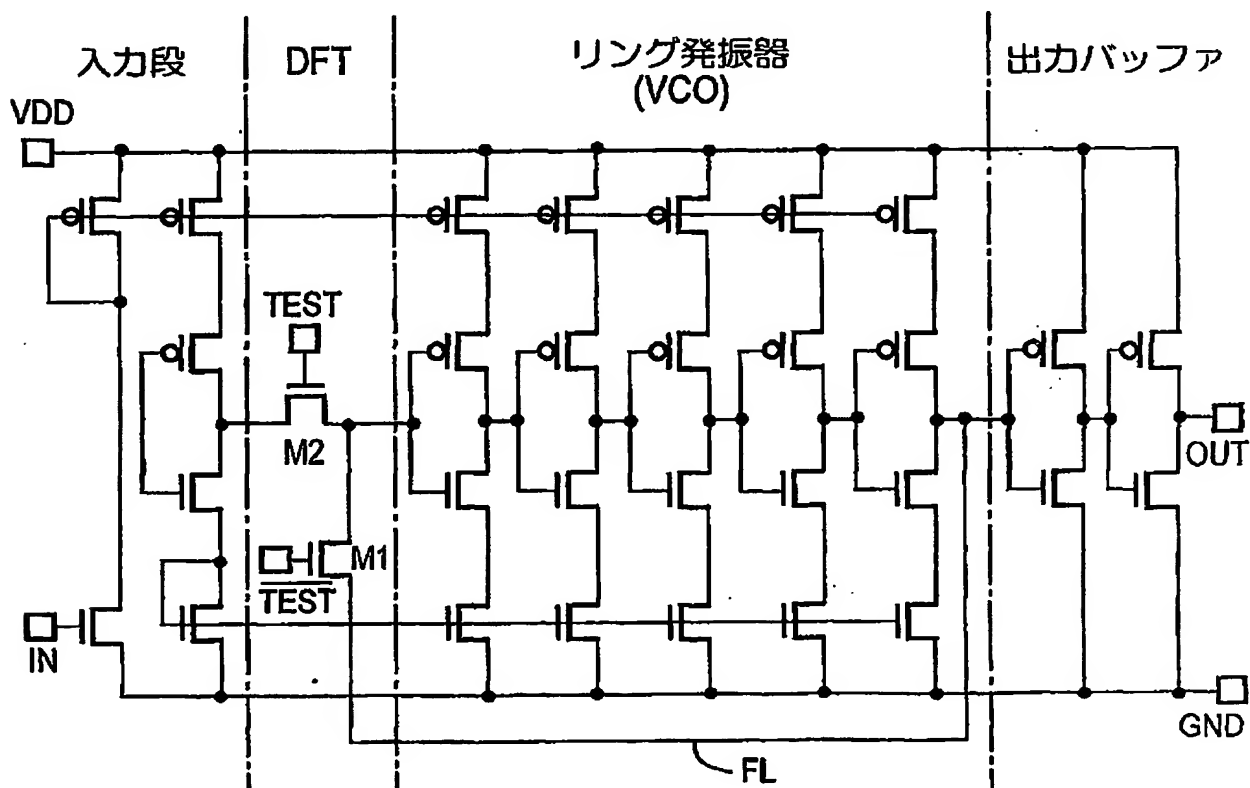 入力段
DFT
リング発振器
(VCO)
出力バッファ
VDD
TEST
M2
OUT
M1
TEST
IN
GND
FL